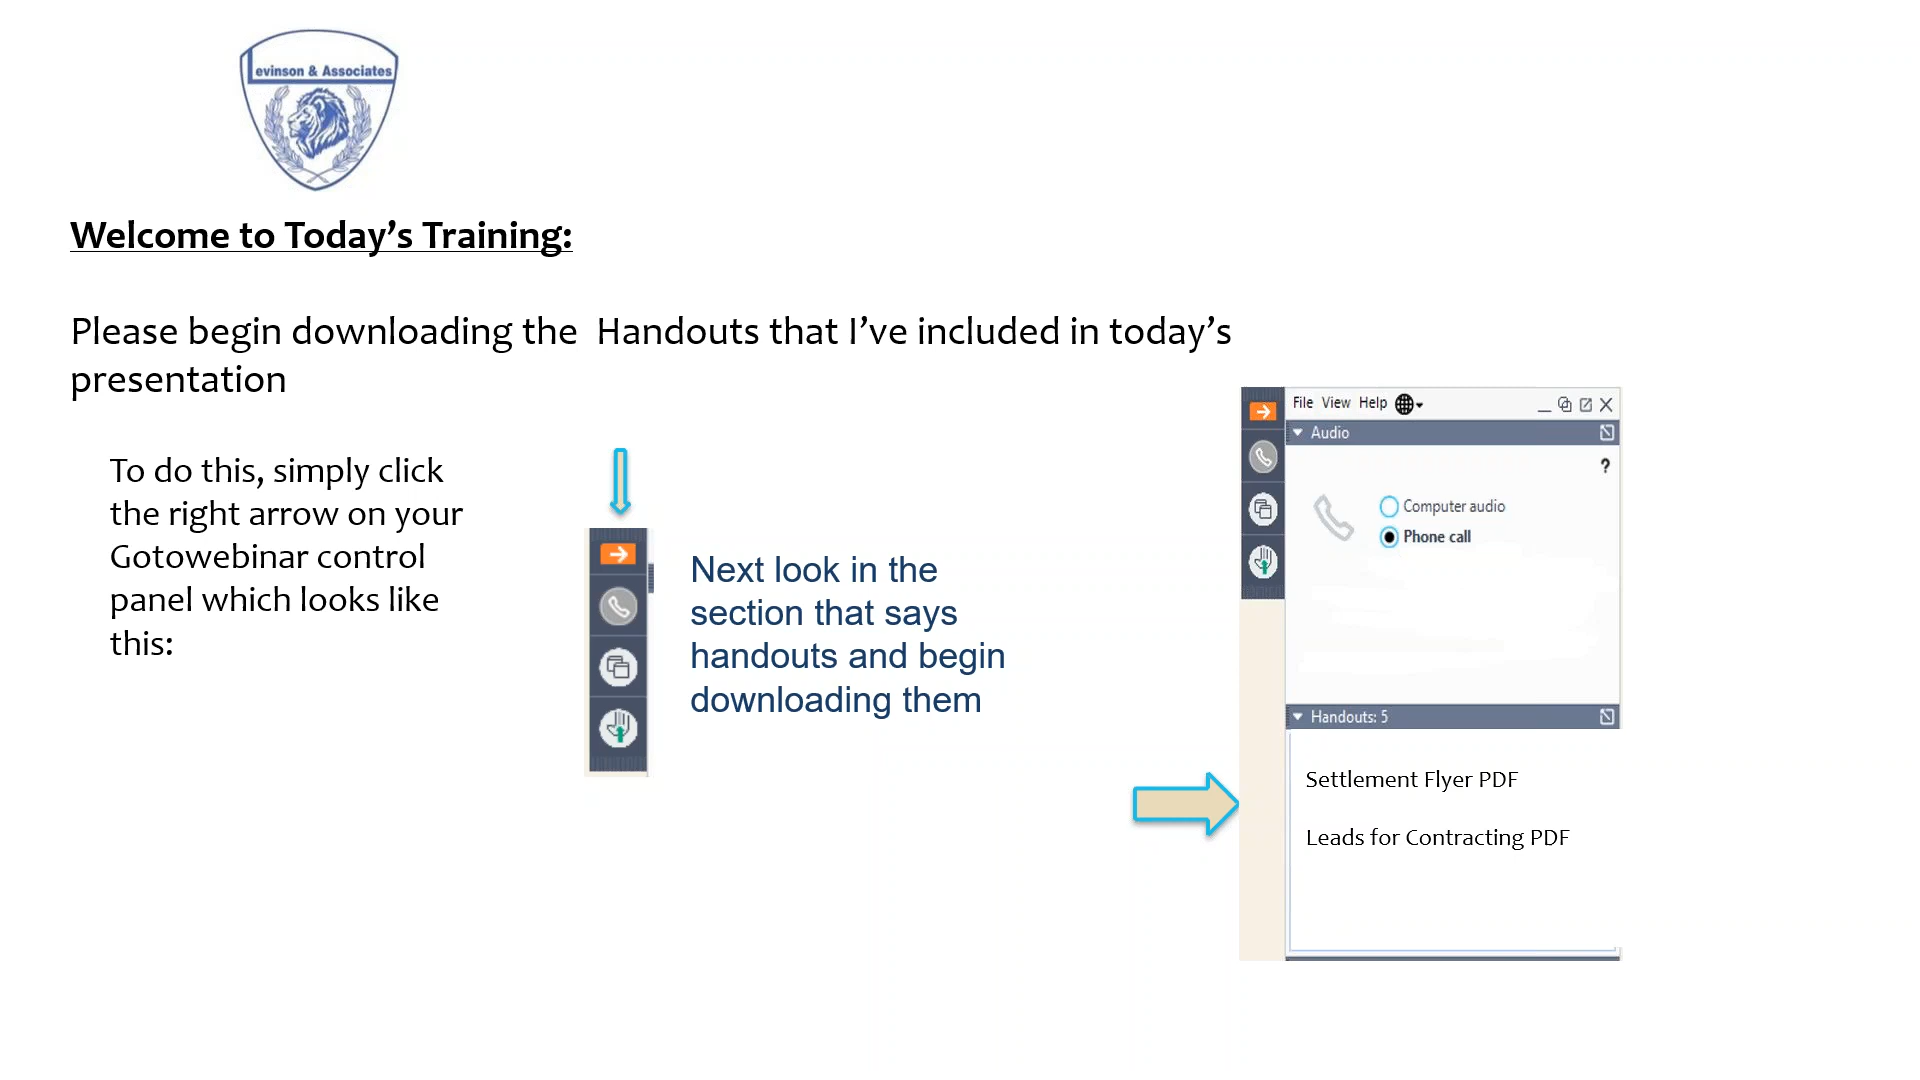 Levinson & Associates
Welcome to Today’s Training:
Please begin downloading the  Handouts that I’ve included in today’s
presentation
To do this, simply click
the right arrow on your
Gotowebinar control
panel which looks like
this:
Next look in the
section that says
handouts and begin
downloading them
File View Help
Audio
?
Computer audio
Phone call
Handouts: 5
Settlement Flyer PDF
Leads for Contracting PDF